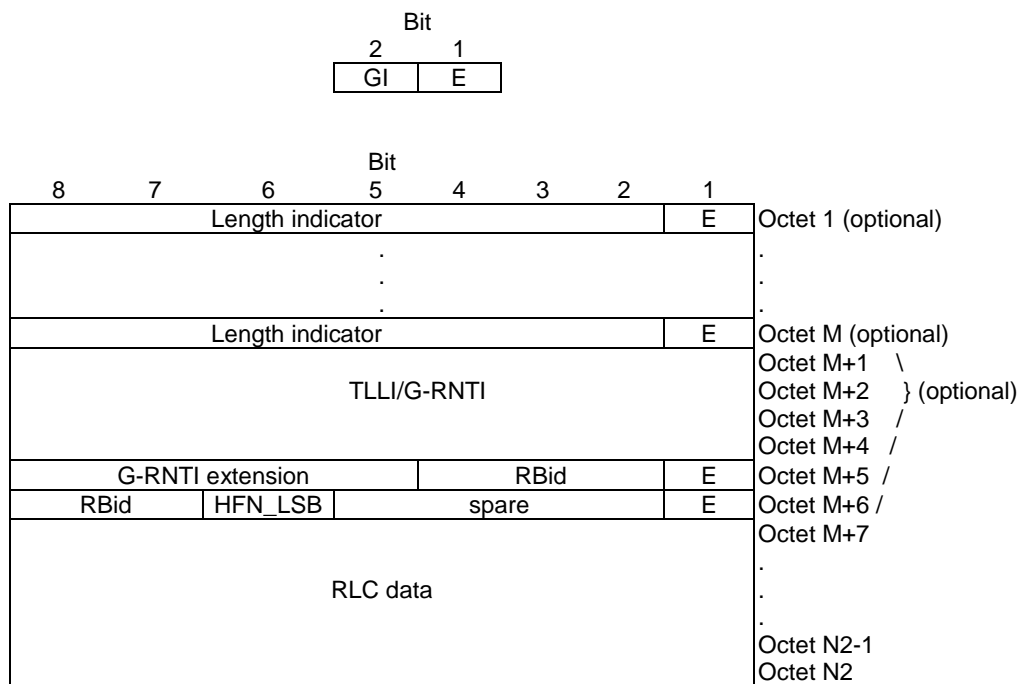 Bit
2 1
GI E
Bit
8 7 6 5 4 3 2 1
Length indicator E Octet 1 (optional)
. .
. .
. .
Length indicator E Octet M (optional)
Octet M+1 \
TLLI/G-RNTI Octet M+2 } (optional)
Octet M+3 /
Octet M+4 /
G-RNTI extension RBid E Octet M+5 /
RBid HFN_LSB spare E Octet M+6 /
Octet M+7
.
RLC data .
.
Octet N2-1
Octet N2